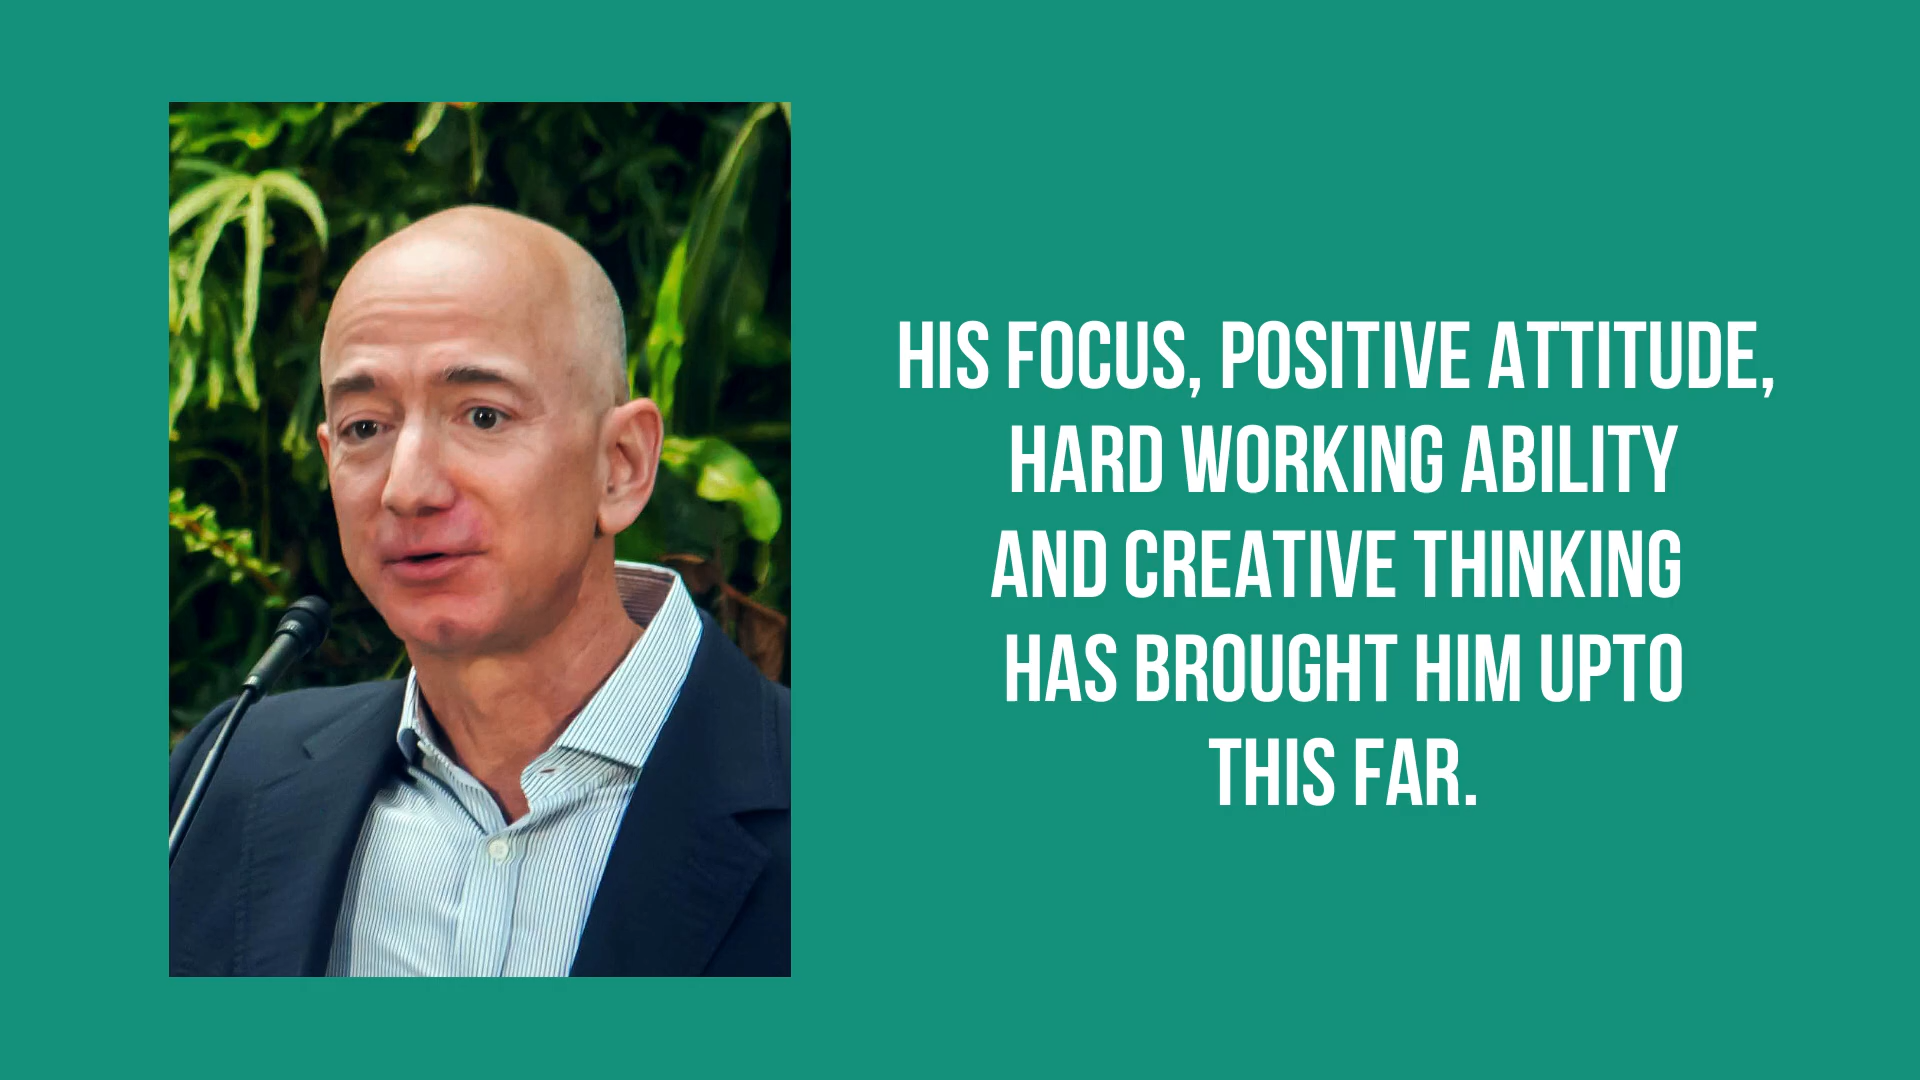 HIS FOCUS, POSITIVE ATTITUDE,
HARD WORKING ABILITY
AND CREATIVE THINKING
HAS BROUGHT HIM UPTO
THIS FAR.